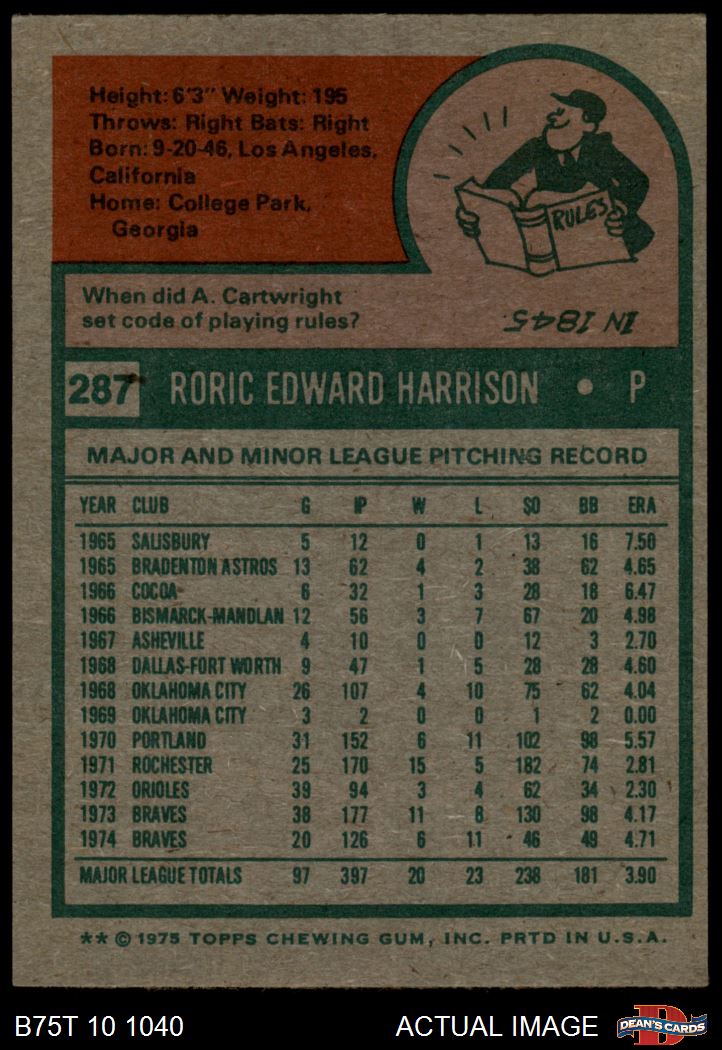 Height: 6'3" Weight: 195
Throws: Right Bats: Right
Born: 9-20-46, Los Angeles,
California
Home: College Park,
Georgia
RULES
When did A. Cartwright
set code of playing rules?
IN 1845.
287 RORIC EDWARD HARRISON • P
MAJOR AND MINOR LEAGUE PITCHING RECORD
YEAR CLUB G IP W L SO BB ERA
1965 SALISBURY 5 12 0 1 13 16 7.50
1965 BRADENTON ASTROS 13 62 4 2 38 62 4.65
1966 COCOA 6 32 1 3 28 18 6.47
1966 BISMARCK-MANDLAN 12 56 3 7 67 20 4.98
1967 ASHEVILLE 4 10 0 0 12 3 2.70
1968 DALLAS-FORT WORTH 9 47 1 5 28 28 4.60
1968 OKLAHOMA CITY 26 107 4 10 75 62 4.04
1969 OKLAHOMA CITY 3 2 0 0 1 2 0.00
1970 PORTLAND 31 152 6 11 102 98 5.57
1971 ROCHESTER 25 170 15 5 182 74 2.81
1972 ORIOLES 39 94 3 4 62 34 2.30
1973 BRAVES 38 177 11 8 130 98 4.17
1974 BRAVES 20 126 6 11 46 49 4.71
MAJOR LEAGUE TOTALS 97 397 20 23 238 181 3.90
** © 1975 TOPPS CHEWING GUM, INC. PRTD IN U.S.A.
B75T 10 1040 ACTUAL IMAGE D DEAN'S CARDS